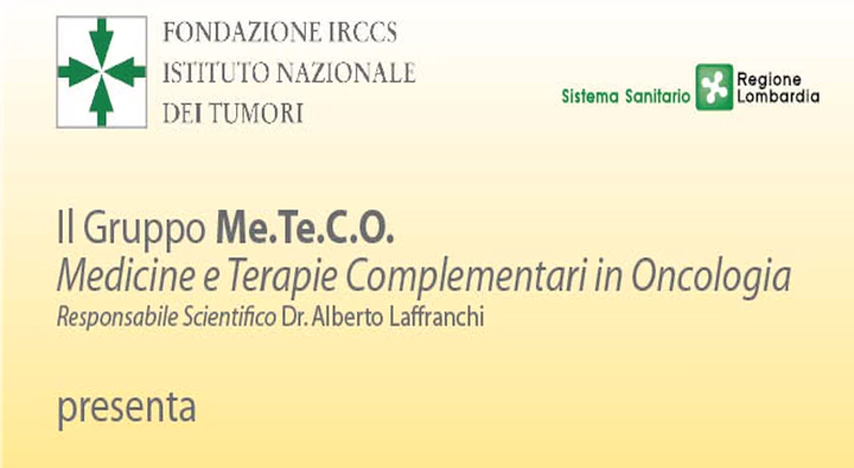 FONDAZIONE IRCCS
ISTITUTO NAZIONALE
DEI TUMORI
Sistema Sanitario
Regione
Lombardia
Il Gruppo Me.Te.C.O.
Medicine e Terapie Complementari in Oncologia
Responsabile Scientifico Dr. Alberto Laffranchi
presenta